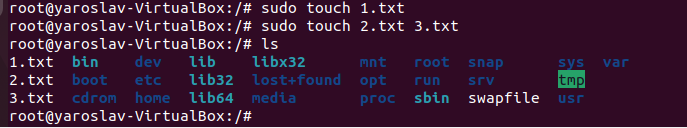 root@yaroslav-VirtualBox:/# sudo touch 1.txt
root@yaroslav-VirtualBox:/# sudo touch 2.txt 3.txt
root@yaroslav-VirtualBox:/# ls
1.txt  bin    dev   lib    libx32      mnt   root  snap      sys  var
2.txt  boot   etc   lib32  lost+found  opt   run   srv       tmp
3.txt  cdrom  home  lib64  media       proc  sbin  swapfile  usr
root@yaroslav-VirtualBox:/#